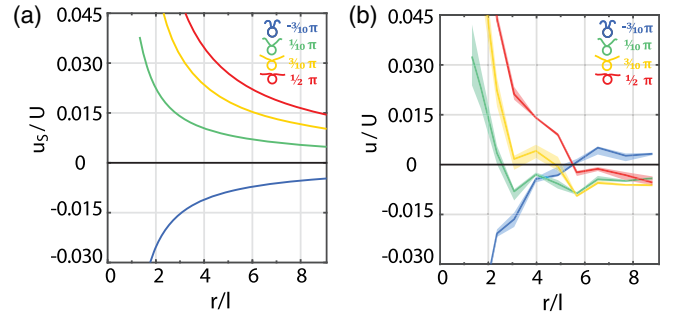 (a)
0.045
0.030
0.015
0
-0.015
-0.030
u_S / U
0 2 4 6 8
r/l
-³⁄₁₀ π
¹⁄₁₀ π
³⁄₁₀ π
½ π
(b)
0.045
0.030
0.015
0
-0.015
-0.030
u / U
0 2 4 6 8
r/l
-³⁄₁₀ π
¹⁄₁₀ π
³⁄₁₀ π
½ π